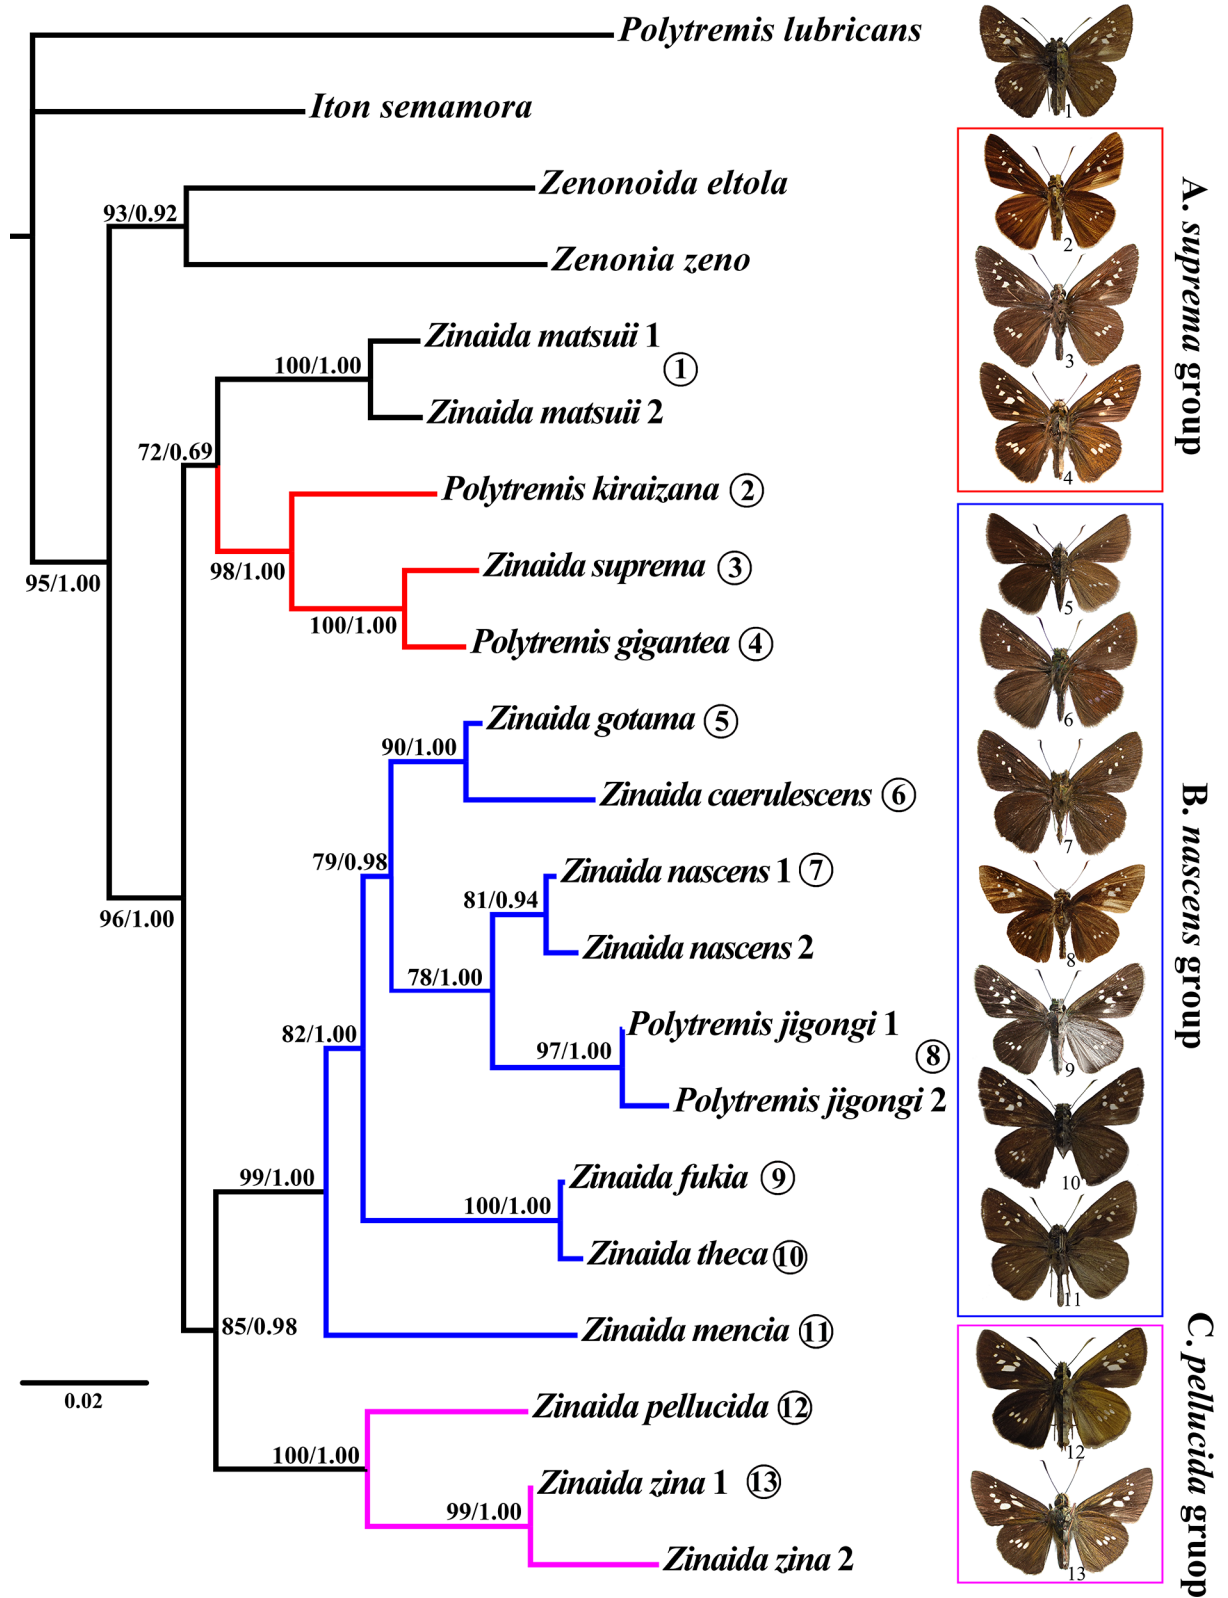 Polytremis lubricans
Iton semamora
Zenonoida eltola
93/0.92
Zenonia zeno
Zinaida matsuii 1
100/1.00
1
Zinaida matsuii 2
72/0.69
Polytremis kiraizana 2
Zinaida suprema 3
98/1.00
95/1.00
100/1.00
Polytremis gigantea 4
Zinaida gotama 5
90/1.00
Zinaida caerulescens 6
79/0.98
Zinaida nascens 1 7
81/0.94
96/1.00
Zinaida nascens 2
78/1.00
Polytremis jigongi 1
82/1.00
97/1.00
8
Polytremis jigongi 2
99/1.00
Zinaida fukia 9
100/1.00
Zinaida theca 10
85/0.98
Zinaida mencia 11
0.02
Zinaida pellucida 12
100/1.00
Zinaida zina 1 13
99/1.00
Zinaida zina 2
1
A. suprema group
2
3
4
B. nascens group
5
6
7
8
9
10
11
C. pellucida gruop
12
13